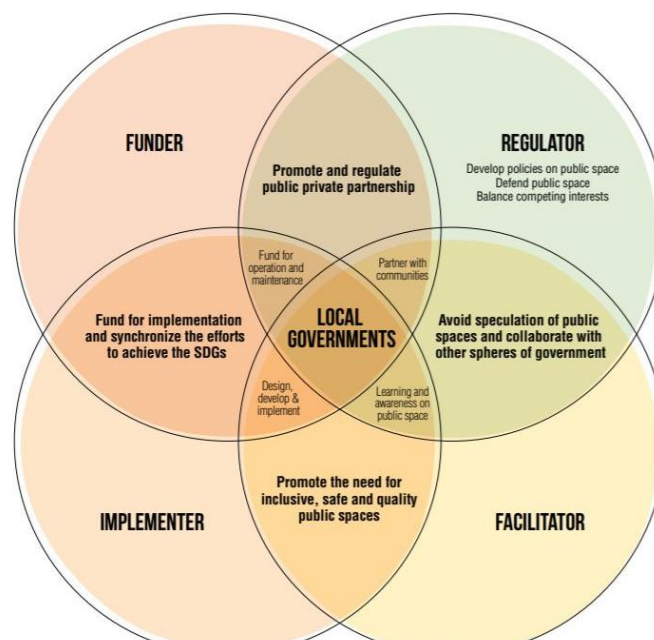 FUNDER
REGULATOR
Develop policies on public space
Defend public space
Balance competing interests
Promote and regulate
public private partnership
Fund for
operation and
maintenance
Partner with
communities
Fund for implementation
and synchronize the efforts
to achieve the SDGs
LOCAL
GOVERNMENTS
Avoid speculation of public
spaces and collaborate with
other spheres of government
Design,
develop &
implement
Learning and
awareness on
public space
Promote the need for
inclusive, safe and quality
public spaces
IMPLEMENTER
FACILITATOR